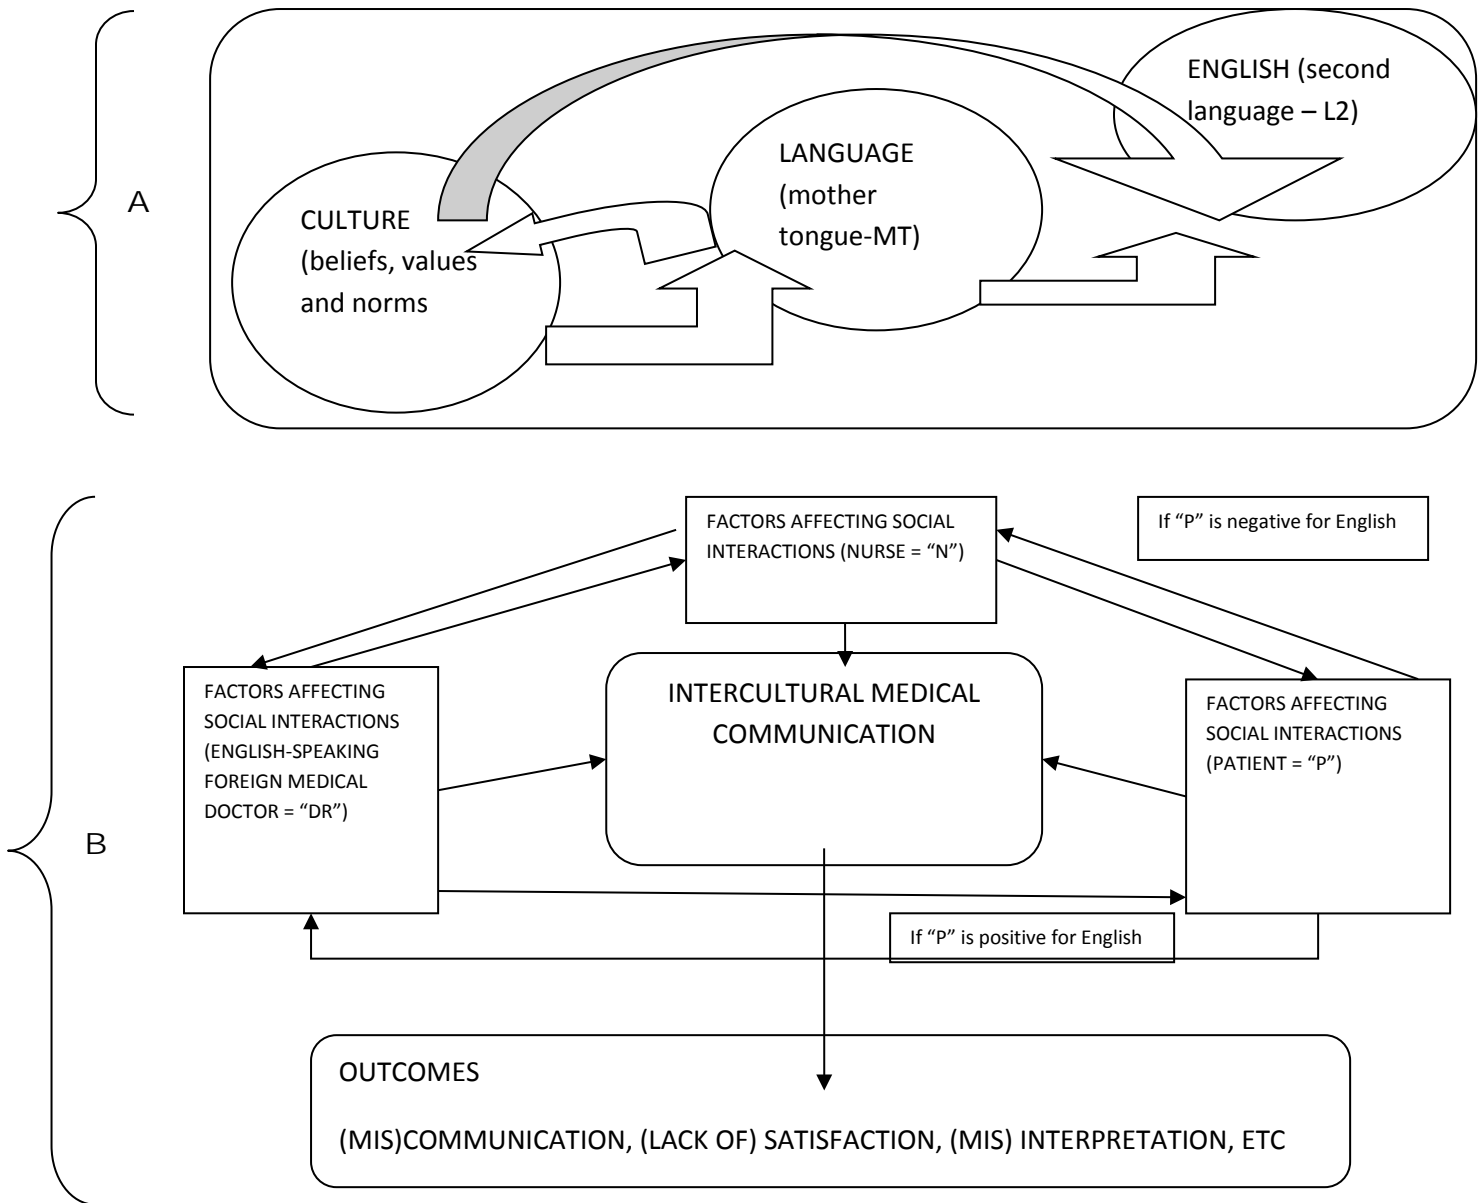 A
CULTURE
(beliefs, values
and norms
LANGUAGE
(mother
tongue-MT)
ENGLISH (second
language – L2)
B
FACTORS AFFECTING SOCIAL
INTERACTIONS (NURSE = “N”)
If “P” is negative for English
FACTORS AFFECTING
SOCIAL INTERACTIONS
(ENGLISH-SPEAKING
FOREIGN MEDICAL
DOCTOR = “DR”)
INTERCULTURAL MEDICAL
COMMUNICATION
FACTORS AFFECTING
SOCIAL INTERACTIONS
(PATIENT = “P”)
If “P” is positive for English
OUTCOMES
(MIS)COMMUNICATION, (LACK OF) SATISFACTION, (MIS) INTERPRETATION, ETC